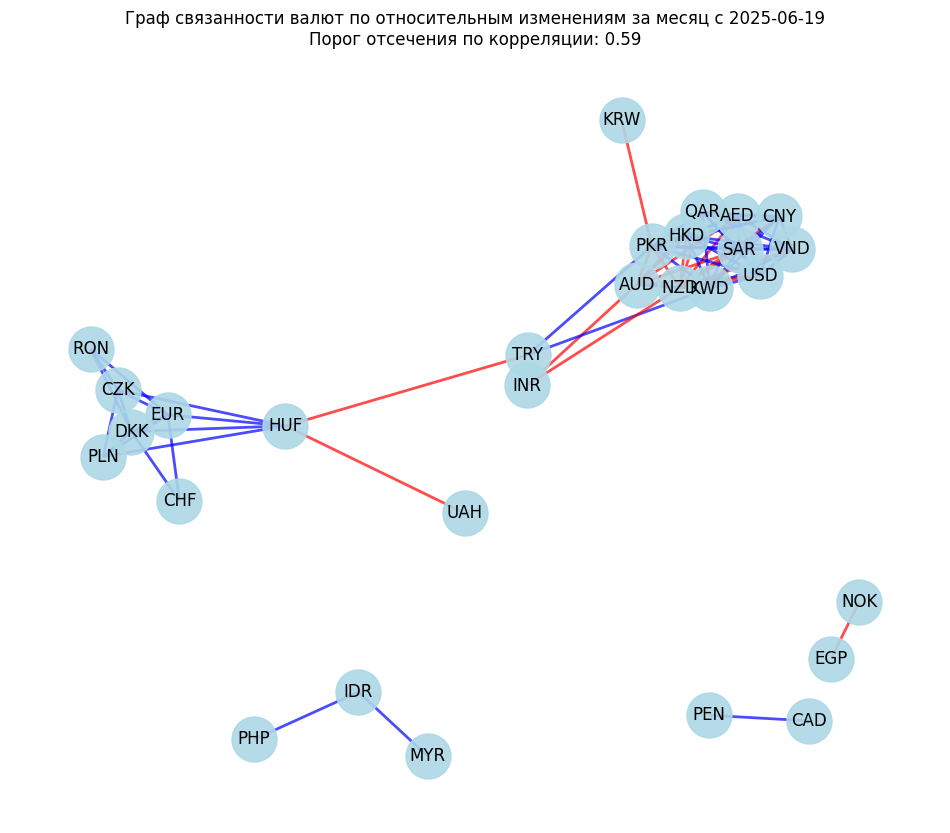 Граф связанности валют по относительным изменениям за месяц с 2025-06-19
Порог отсечения по корреляции: 0.59
KRW
QAR
AED
CNY
HKD
PKR
SAR
VND
USD
AUD
NZD
KWD
RON
TRY
INR
CZK
EUR
DKK
HUF
PLN
CHF
UAH
NOK
EGP
IDR
PEN
CAD
PHP
MYR